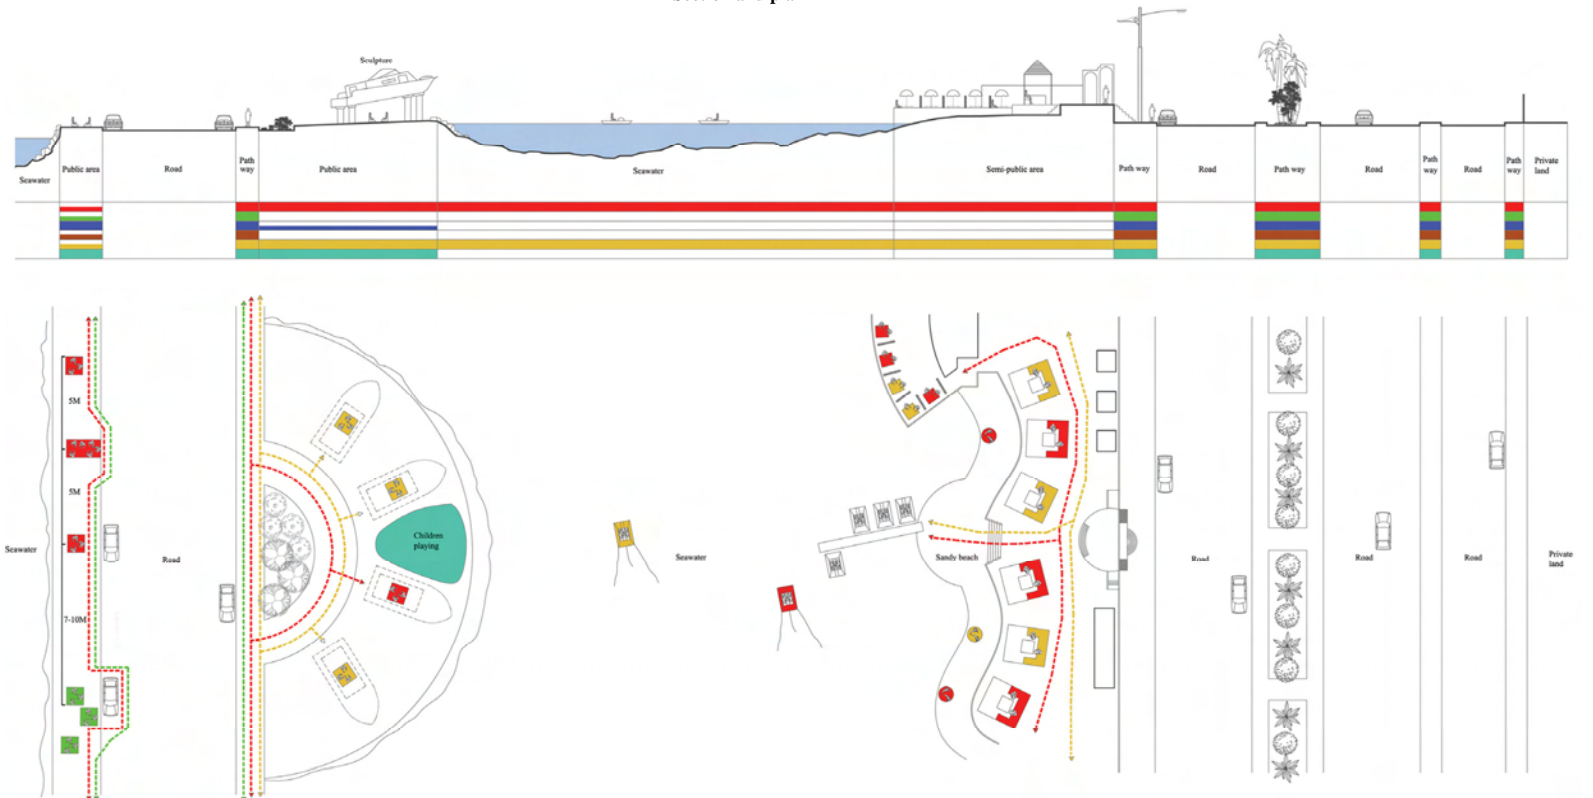 Sculpture
Seawater
Public area
Road
Path
way
Public area
Seawater
Semi-public area
Path way
Road
Path way
Road
Path
way
Road
Path
way
Private
land
5M
5M
7-10M
Seawater
Road
Children
playing
Seawater
Sandy beach
Road
Road
Road
Private
land